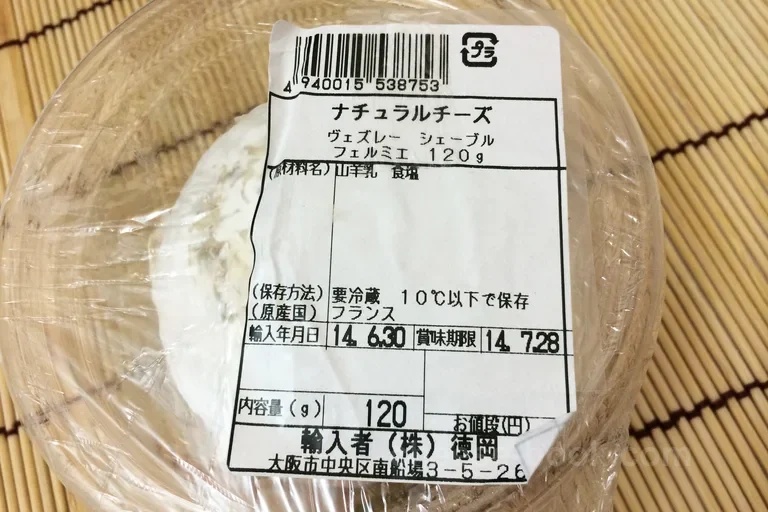 プラ
4 940015 538753
ナチュラルチーズ
ヴェズレー シェーブル
フェルミエ 120g
(原材料名) 山羊乳 食塩
(保存方法) 要冷蔵 10℃以下で保存
(原産国) フランス
輸入年月日 14. 6.30 賞味期限 14. 7.28
内容量(g) 120 お値段(円)
輸入者 (株) 徳岡
大阪市中央区南船場3-5-26